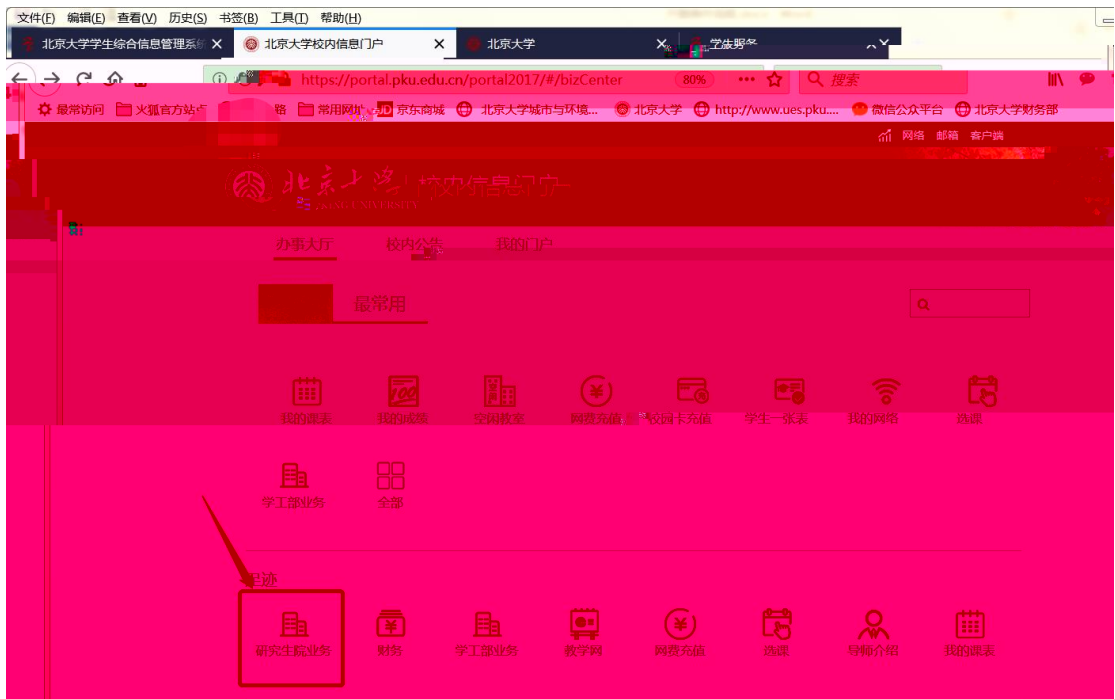 文件(F) 编辑(E) 查看(V) 历史(S) 书签(B) 工具(T) 帮助(H)
北京大学学生综合信息管理系统 北京大学校内信息门户 北京大学
https://portal.pku.edu.cn/portal2017/#/bizCenter 80% 搜索
最常访问 火狐官方站点 常用网址 京东商城 北京大学城市与环境... 北京大学 http://www.ues.pku.... 微信公众平台 北京大学财务部
网络 邮箱 客户端
北京大学 校内信息门户
办事大厅 校内公告 我的门户
最常用
我的课表 我的成绩 空闲教室 网费充值 校园卡充值 学生一张表 我的网络 选课
学工部业务 全部
足迹
研究生院业务 财务 学工部业务 教学网 网费充值 选课 导师介绍 我的课表